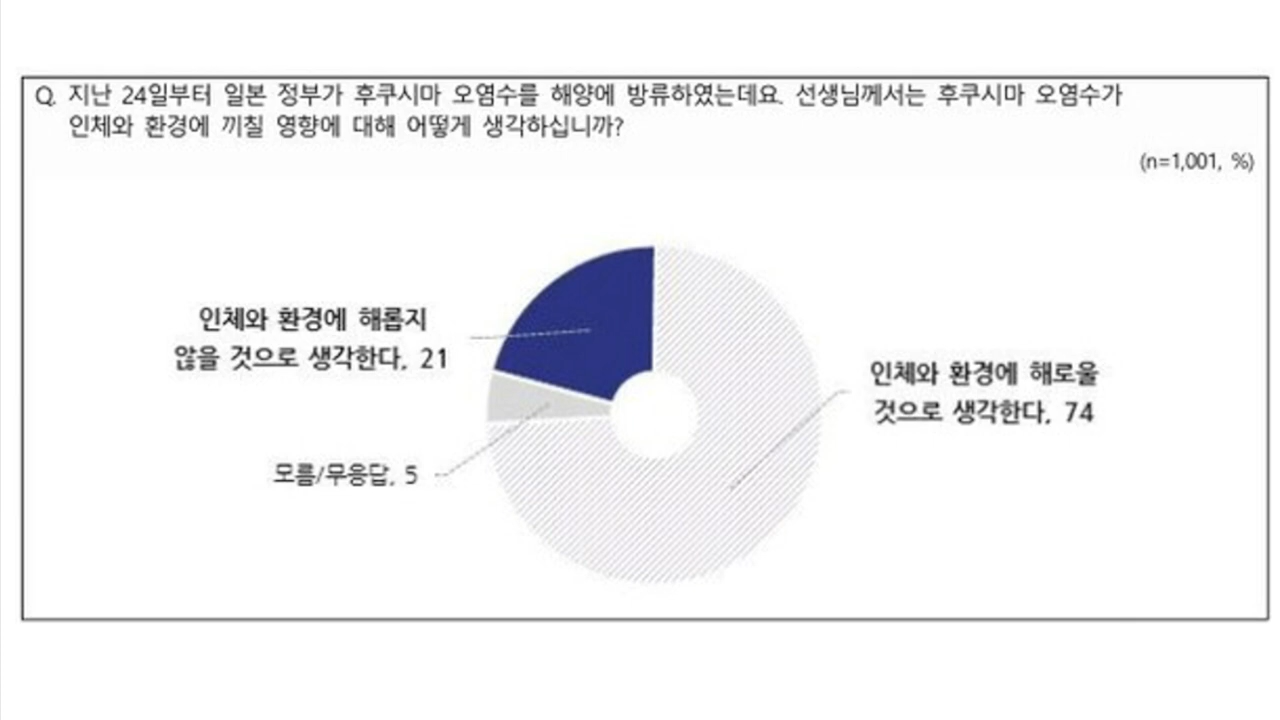 Q. 지난 24일부터 일본 정부가 후쿠시마 오염수를 해양에 방류하였는데요. 선생님께서는 후쿠시마 오염수가
인체와 환경에 끼칠 영향에 대해 어떻게 생각하십니까?
(n=1,001, %)
인체와 환경에 해롭지
않을 것으로 생각한다, 21
인체와 환경에 해로울
것으로 생각한다, 74
모름/무응답, 5